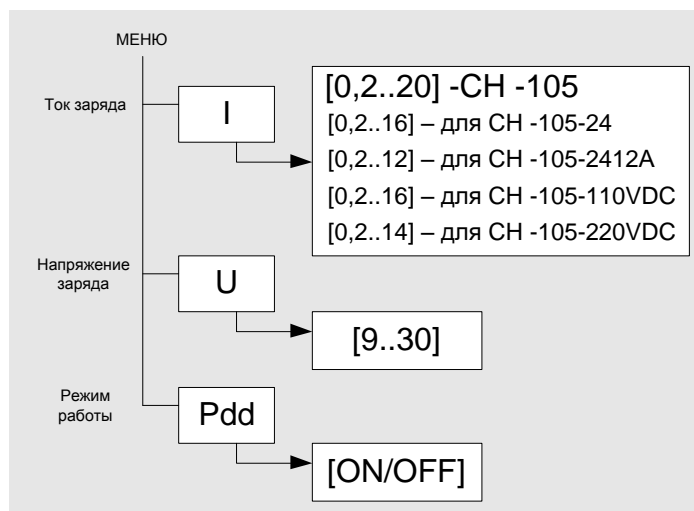 МЕНЮ
Ток заряда
I
[0,2..20] -CH -105
[0,2..16] – для CH -105-24
[0,2..12] – для CH -105-2412A
[0,2..16] – для CH -105-110VDC
[0,2..14] – для CH -105-220VDC
Напряжение
заряда
U
[9..30]
Режим
работы
Pdd
[ON/OFF]